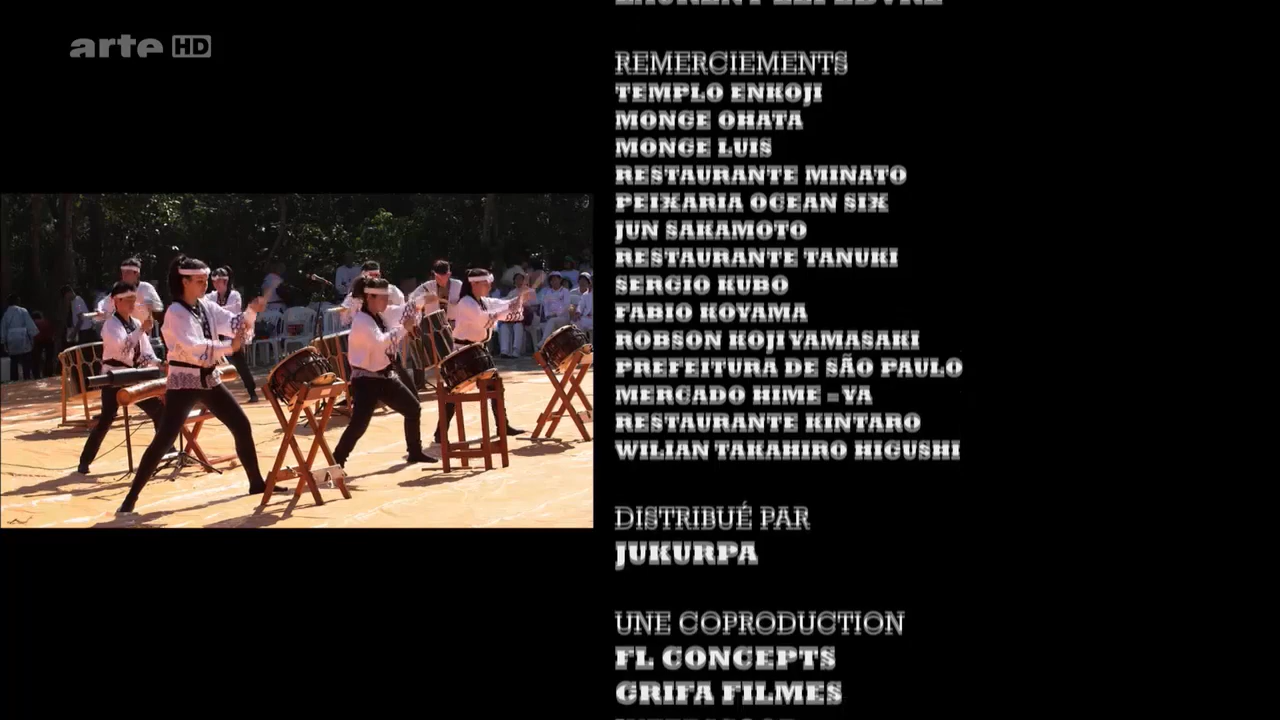 arte HD
REMERCIEMENTS
TEMPLO ENKOJI
MONGE OHATA
MONGE LUIS
RESTAURANTE MINATO
PEIXARIA OCEAN SIX
JUN SAKAMOTO
RESTAURANTE TANUKI
SERGIO KUBO
FABIO KOYAMA
ROBSON KOJI YAMASAKI
PREFEITURA DE SÃO PAULO
MERCADO HIME - YA
RESTAURANTE KINTARO
WILIAN TAKAHIRO HIGUSHI
DISTRIBUÉ PAR
JUKURPA
UNE COPRODUCTION
FL CONCEPTS
GRIFA FILMES